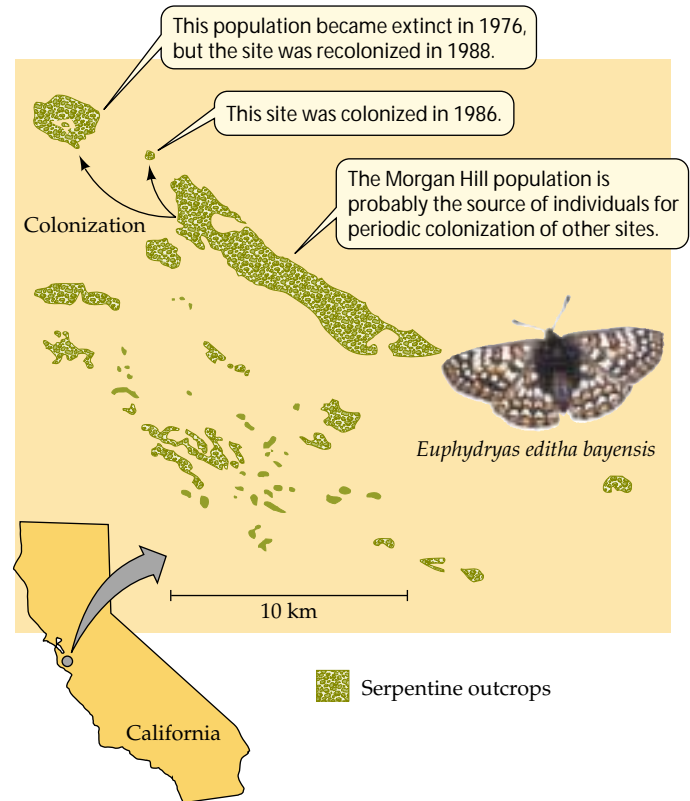 This population became extinct in 1976,
but the site was recolonized in 1988.
This site was colonized in 1986.
The Morgan Hill population is
probably the source of individuals for
periodic colonization of other sites.
Colonization
Euphydryas editha bayensis
10 km
Serpentine outcrops
California